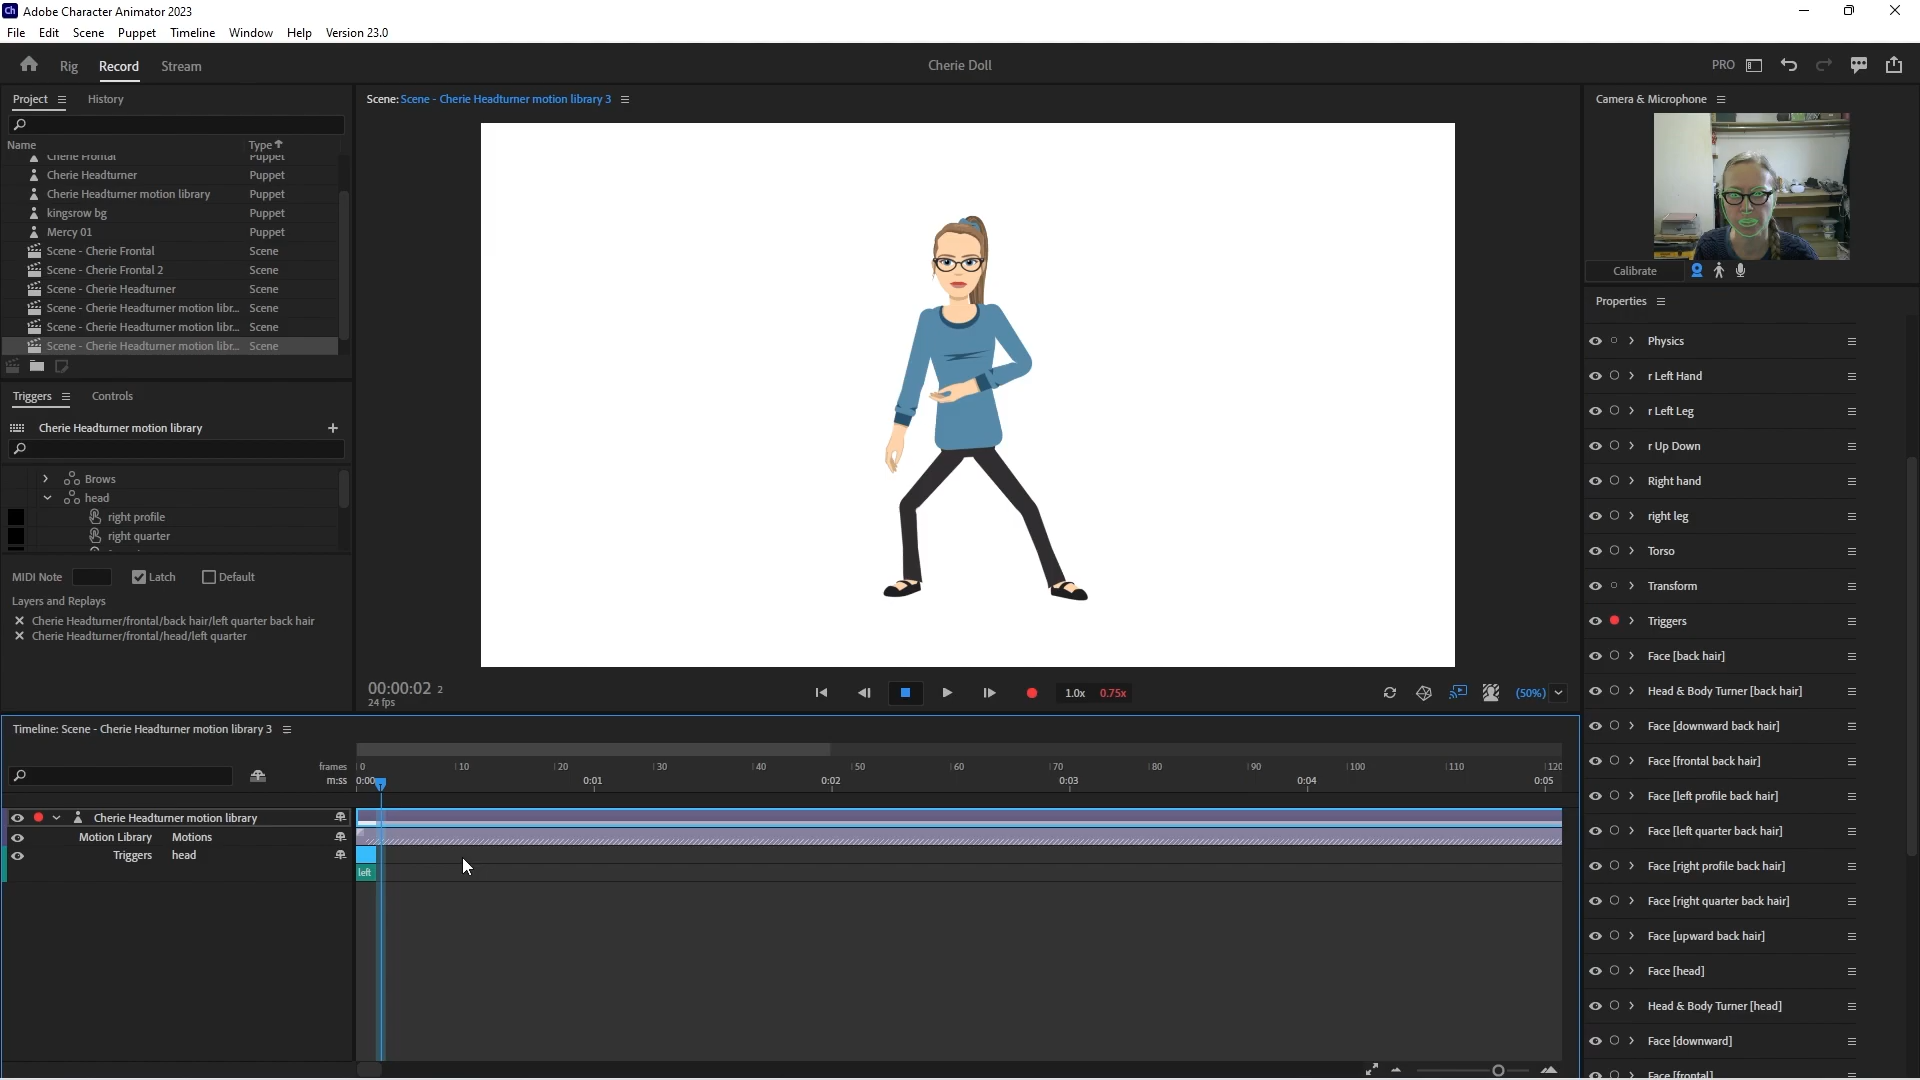 Adobe Character Animator 2023
File Edit Scene Puppet Timeline Window Help Version 23.0
Rig Record Stream
Cherie Doll
PRO
Project History
Name Type
Cherie Frontal Puppet
Cherie Headturner Puppet
Cherie Headturner motion library Puppet
kingsrow bg Puppet
Mercy 01 Puppet
Scene - Cherie Frontal Scene
Scene - Cherie Frontal 2 Scene
Scene - Cherie Headturner Scene
Scene - Cherie Headturner motion libr... Scene
Scene - Cherie Headturner motion libr... Scene
Scene - Cherie Headturner motion libr... Scene
Triggers Controls
Cherie Headturner motion library
Brows
head
right profile
right quarter
MIDI Note Latch Default
Layers and Replays
Cherie Headturner/frontal/back hair/left quarter back hair
Cherie Headturner/frontal/head/left quarter
Scene: Scene - Cherie Headturner motion library 3
00:00:02 2
24 fps
1.0x 0.75x
(50%)
Camera & Microphone
Calibrate
Properties
Physics
r Left Hand
r Left Leg
r Up Down
Right hand
right leg
Torso
Transform
Triggers
Face [back hair]
Head & Body Turner [back hair]
Face [downward back hair]
Face [frontal back hair]
Face [left profile back hair]
Face [left quarter back hair]
Face [right profile back hair]
Face [right quarter back hair]
Face [upward back hair]
Face [head]
Head & Body Turner [head]
Face [downward]
Face [frontal]
Timeline: Scene - Cherie Headturner motion library 3
frames 0 10 20 30 40 50 60 70 80 90 100 110 120
m:ss 0:00 0:01 0:02 0:03 0:04 0:05
Cherie Headturner motion library
Motion Library Motions
Triggers head
left